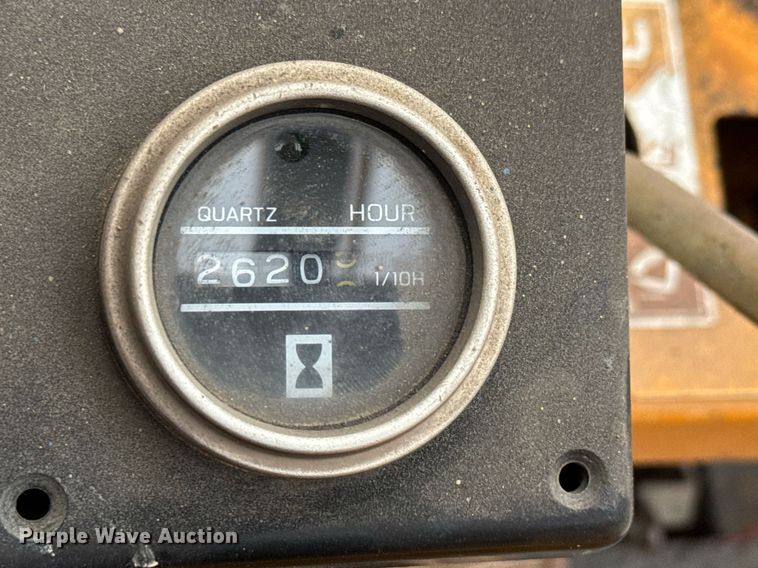 QUARTZ HOUR
2620 1/10H
Purple Wave Auction